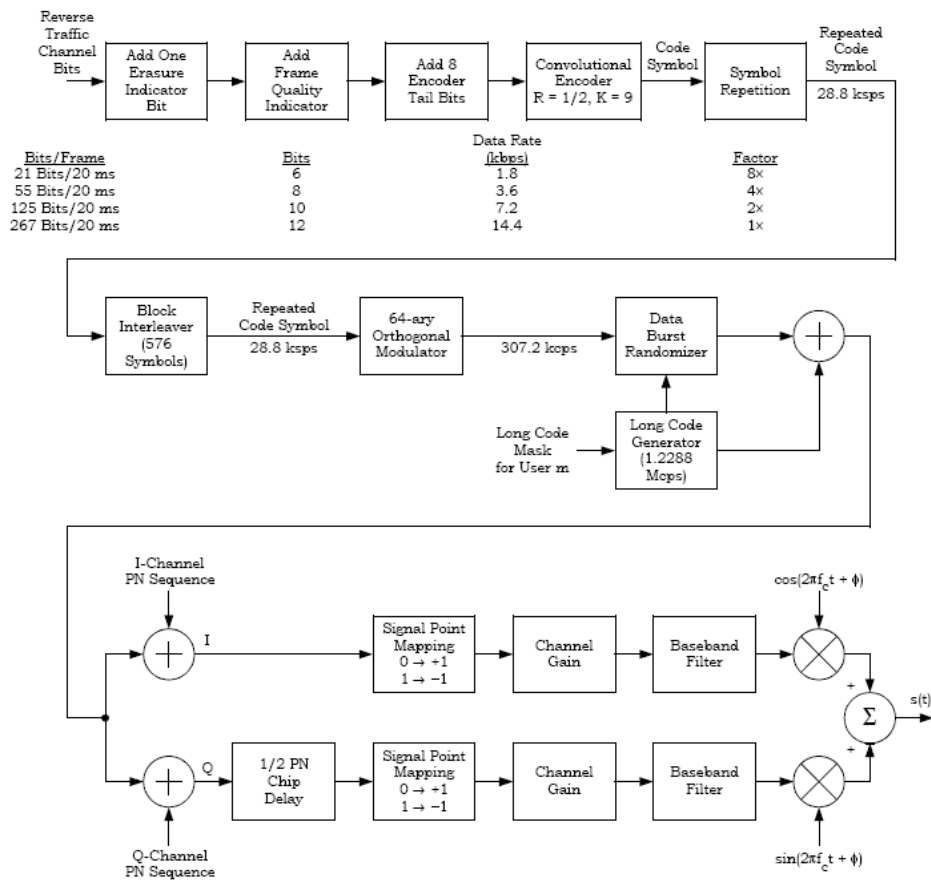 Reverse
Traffic
Channel
Bits
Add One
Erasure
Indicator
Bit
Add
Frame
Quality
Indicator
Add 8
Encoder
Tail Bits
Convolutional
Encoder
R = 1/2, K = 9
Code
Symbol
Symbol
Repetition
Repeated
Code
Symbol
28.8 ksps
Bits/Frame Bits Data Rate (kbps) Factor
21 Bits/20 ms 6 1.8 8×
55 Bits/20 ms 8 3.6 4×
125 Bits/20 ms 10 7.2 2×
267 Bits/20 ms 12 14.4 1×
Block
Interleaver
(576
Symbols)
Repeated
Code Symbol
28.8 ksps
64-ary
Orthogonal
Modulator
307.2 kcps
Data
Burst
Randomizer
Long Code
Mask
for User m
Long Code
Generator
(1.2288
Mcps)
I-Channel
PN Sequence
I
Signal Point
Mapping
0 → +1
1 → −1
Channel
Gain
Baseband
Filter
cos(2πf_c t + ϕ)
+
Σ
s(t)
+
Q
1/2 PN
Chip
Delay
Signal Point
Mapping
0 → +1
1 → −1
Channel
Gain
Baseband
Filter
Q-Channel
PN Sequence
sin(2πf_c t + ϕ)